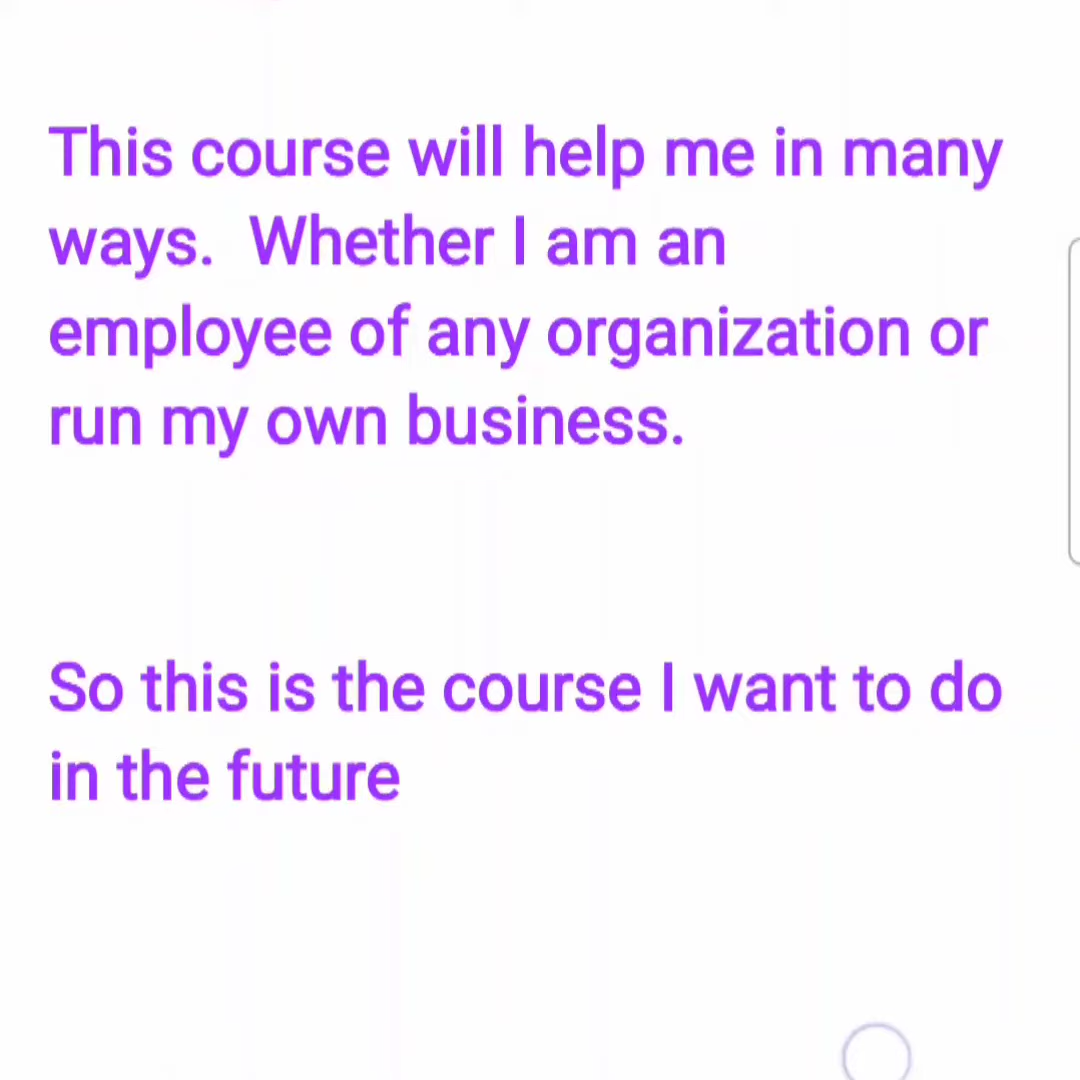 This course will help me in many
ways.  Whether I am an
employee of any organization or
run my own business.
So this is the course I want to do
in the future